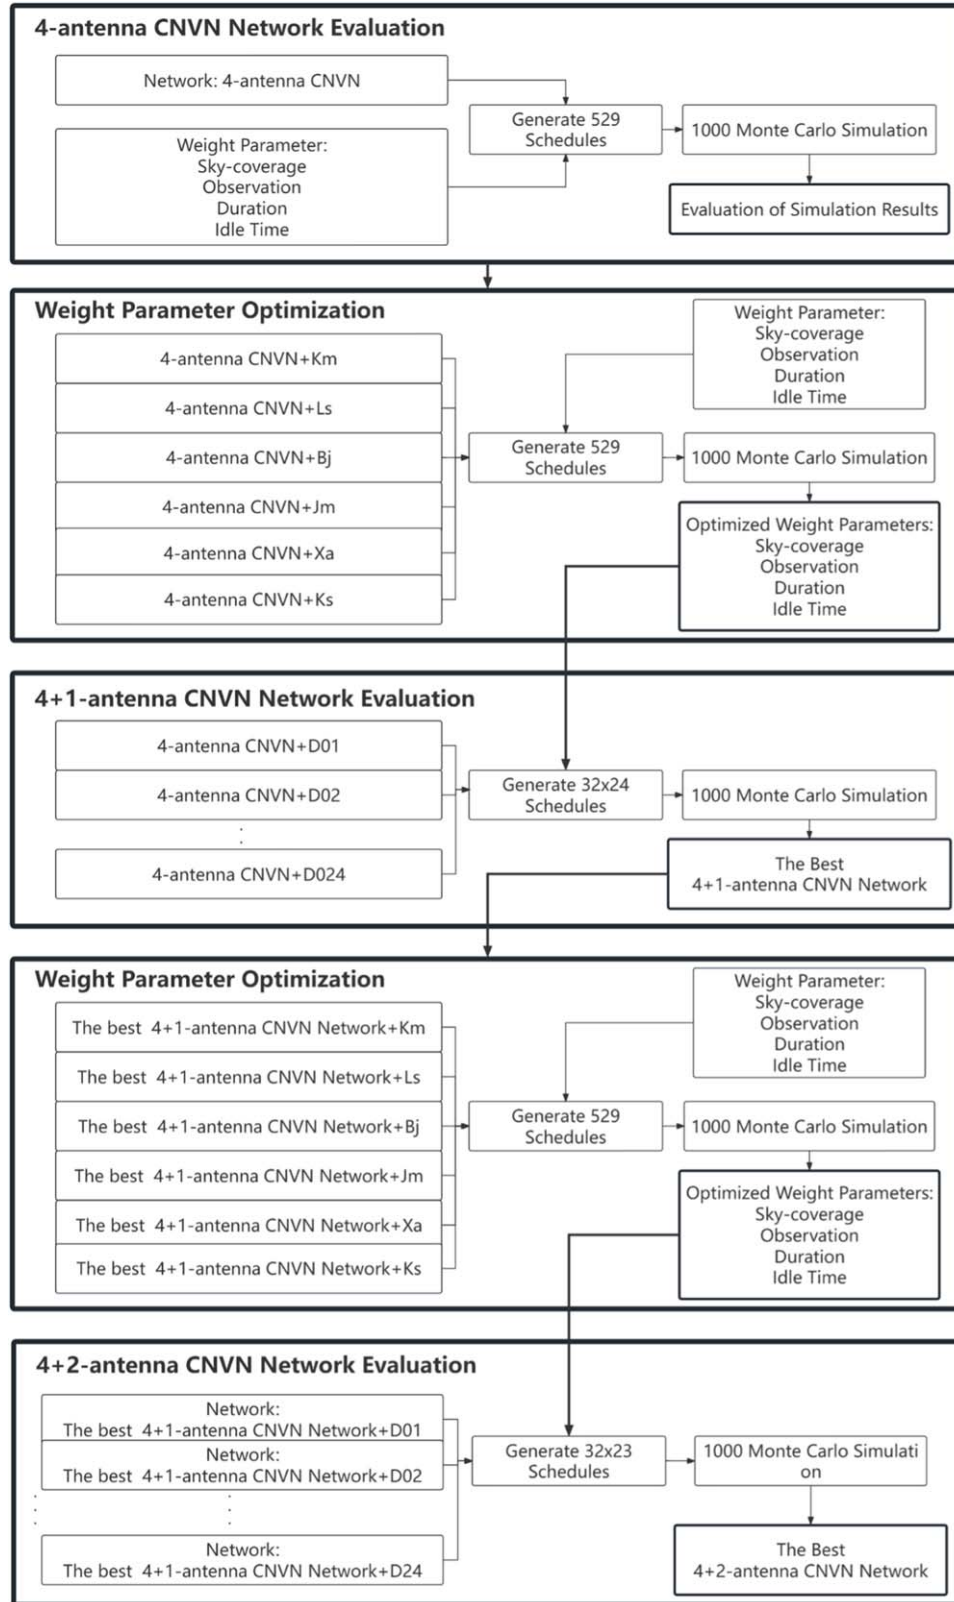 4-antenna CNVN Network Evaluation
Network: 4-antenna CNVN
Weight Parameter:
Sky-coverage
Observation
Duration
Idle Time
Generate 529
Schedules
1000 Monte Carlo Simulation
Evaluation of Simulation Results
Weight Parameter Optimization
4-antenna CNVN+Km
4-antenna CNVN+Ls
4-antenna CNVN+Bj
4-antenna CNVN+Jm
4-antenna CNVN+Xa
4-antenna CNVN+Ks
Generate 529
Schedules
Weight Parameter:
Sky-coverage
Observation
Duration
Idle Time
1000 Monte Carlo Simulation
Optimized Weight Parameters:
Sky-coverage
Observation
Duration
Idle Time
4+1-antenna CNVN Network Evaluation
4-antenna CNVN+D01
4-antenna CNVN+D02
.
.
4-antenna CNVN+D024
Generate 32x24
Schedules
1000 Monte Carlo Simulation
The Best
4+1-antenna CNVN Network
Weight Parameter Optimization
The best 4+1-antenna CNVN Network+Km
The best 4+1-antenna CNVN Network+Ls
The best 4+1-antenna CNVN Network+Bj
The best 4+1-antenna CNVN Network+Jm
The best 4+1-antenna CNVN Network+Xa
The best 4+1-antenna CNVN Network+Ks
Generate 529
Schedules
Weight Parameter:
Sky-coverage
Observation
Duration
Idle Time
1000 Monte Carlo Simulation
Optimized Weight Parameters:
Sky-coverage
Observation
Duration
Idle Time
4+2-antenna CNVN Network Evaluation
Network:
The best 4+1-antenna CNVN Network+D01
Network:
The best 4+1-antenna CNVN Network+D02
. .
. .
. .
Network:
The best 4+1-antenna CNVN Network+D24
Generate 32x23
Schedules
1000 Monte Carlo Simulati
on
The Best
4+2-antenna CNVN Network